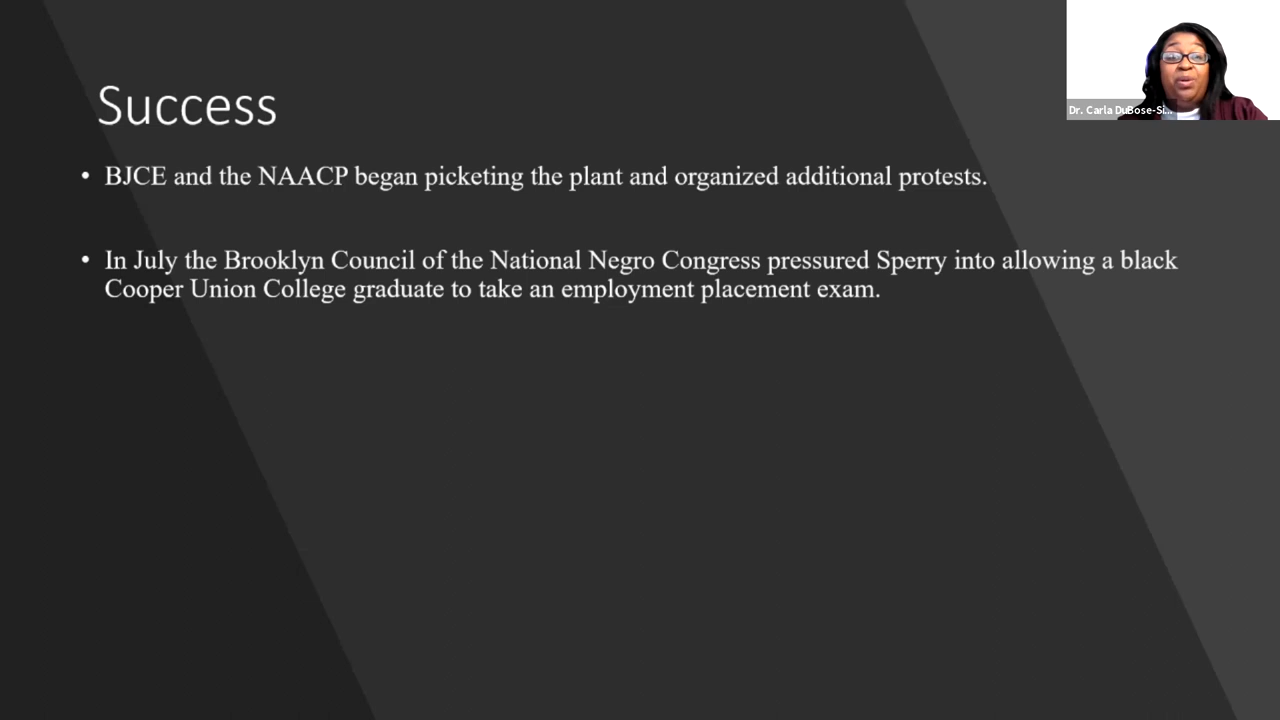 Success
Dr. Carla DuBose-Si...
• BJCE and the NAACP began picketing the plant and organized additional protests.
• In July the Brooklyn Council of the National Negro Congress pressured Sperry into allowing a black
Cooper Union College graduate to take an employment placement exam.